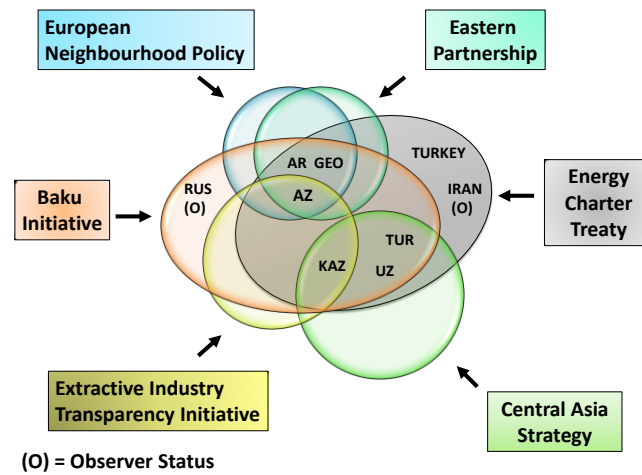 European
Neighbourhood Policy
Eastern
Partnership
TURKEY
AR GEO
RUS
(O)
IRAN
(O)
AZ
Baku
Initiative
Energy
Charter
Treaty
TUR
KAZ
UZ
Extractive Industry
Transparency Initiative
Central Asia
Strategy
(O) = Observer Status